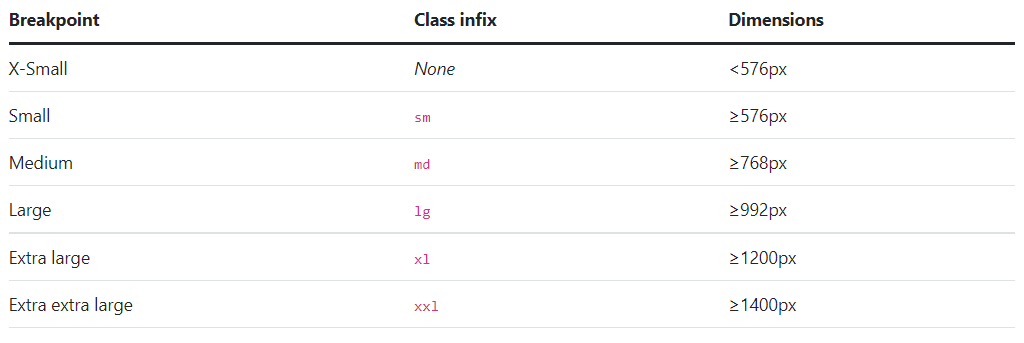 Breakpoint Class infix Dimensions
X-Small None <576px
Small sm ≥576px
Medium md ≥768px
Large lg ≥992px
Extra large xl ≥1200px
Extra extra large xxl ≥1400px